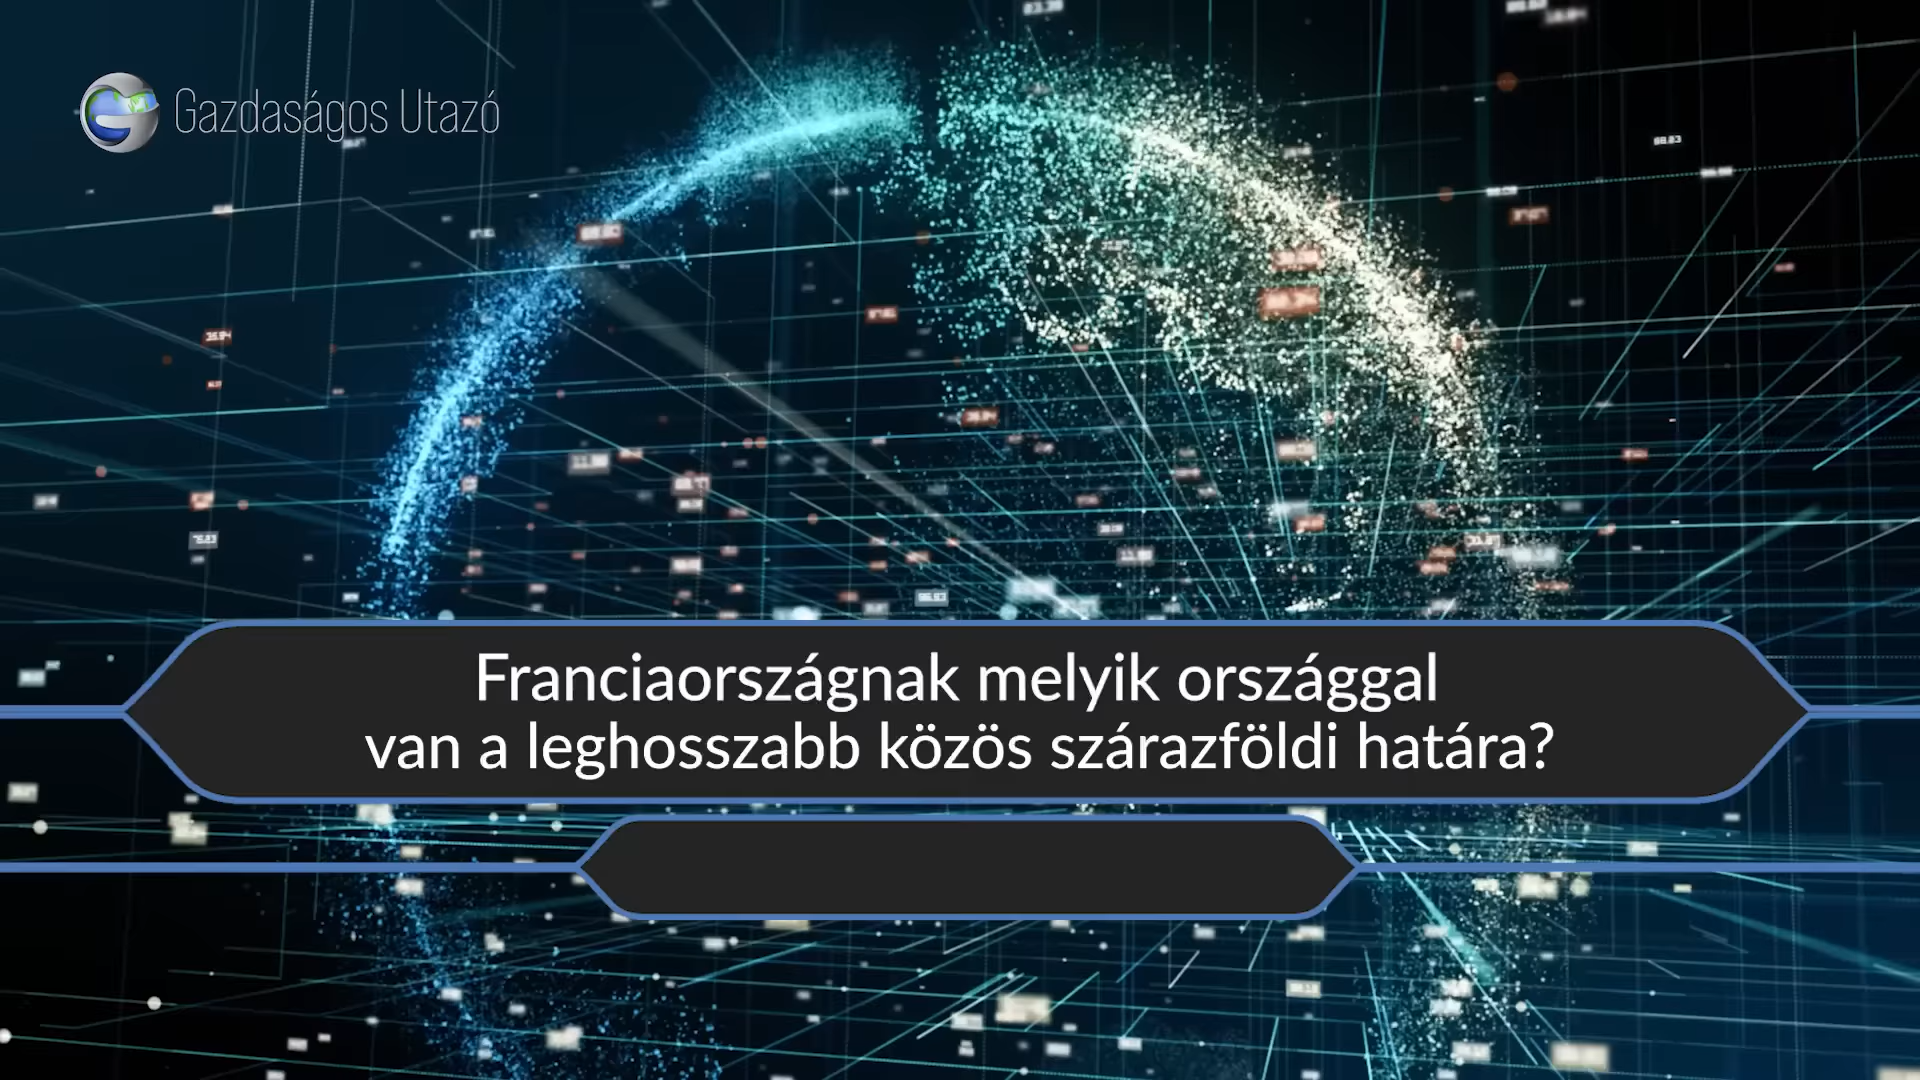 Gazdaságos Utazó
Franciaországnak melyik országgal
van a leghosszabb közös szárazföldi határa?